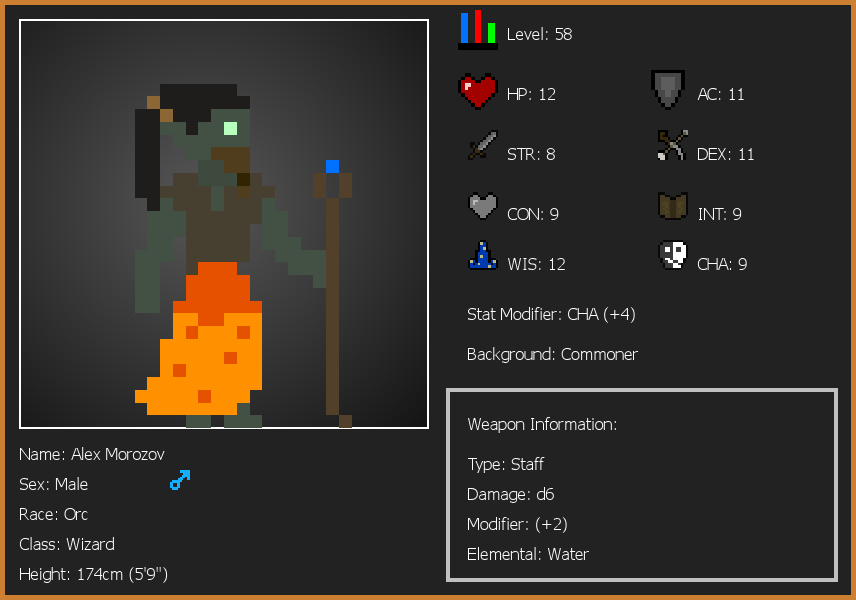 Level: 58
HP: 12
AC: 11
STR: 8
DEX: 11
CON: 9
INT: 9
WIS: 12
CHA: 9
Stat Modifier: CHA (+4)
Background: Commoner
Weapon Information:
Type: Staff
Damage: d6
Modifier: (+2)
Elemental: Water
Name: Alex Morozov
Sex: Male
Race: Orc
Class: Wizard
Height: 174cm (5'9")